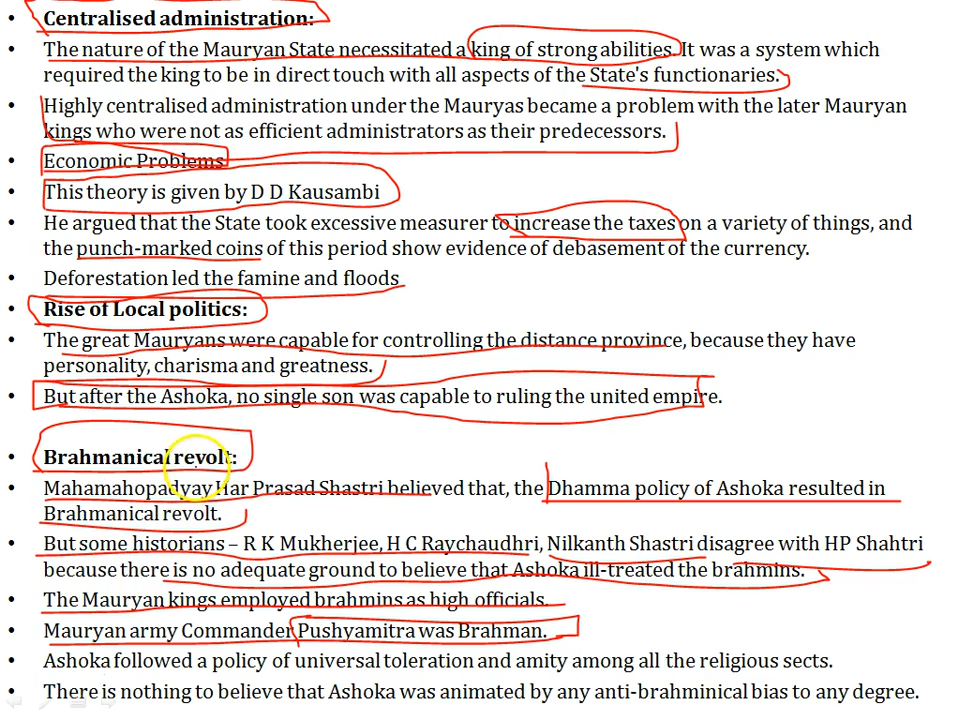 • Centralised administration:
• The nature of the Mauryan State necessitated a king of strong abilities. It was a system which
required the king to be in direct touch with all aspects of the State's functionaries.
• Highly centralised administration under the Mauryas became a problem with the later Mauryan
kings who were not as efficient administrators as their predecessors.
• Economic Problems
• This theory is given by D D Kausambi
• He argued that the State took excessive measurer to increase the taxes on a variety of things, and
the punch-marked coins of this period show evidence of debasement of the currency.
• Deforestation led the famine and floods
• Rise of Local politics:
• The great Mauryans were capable for controlling the distance province, because they have
personality, charisma and greatness.
• But after the Ashoka, no single son was capable to ruling the united empire.
• Brahmanical revolt:
• Mahamahopadyay Har Prasad Shastri believed that, the Dhamma policy of Ashoka resulted in
Brahmanical revolt.
• But some historians – R K Mukherjee, H C Raychaudhri, Nilkanth Shastri disagree with HP Shahtri
because there is no adequate ground to believe that Ashoka ill-treated the brahmins.
• The Mauryan kings employed brahmins as high officials.
• Mauryan army Commander Pushyamitra was Brahman.
• Ashoka followed a policy of universal toleration and amity among all the religious sects.
• There is nothing to believe that Ashoka was animated by any anti-brahminical bias to any degree.